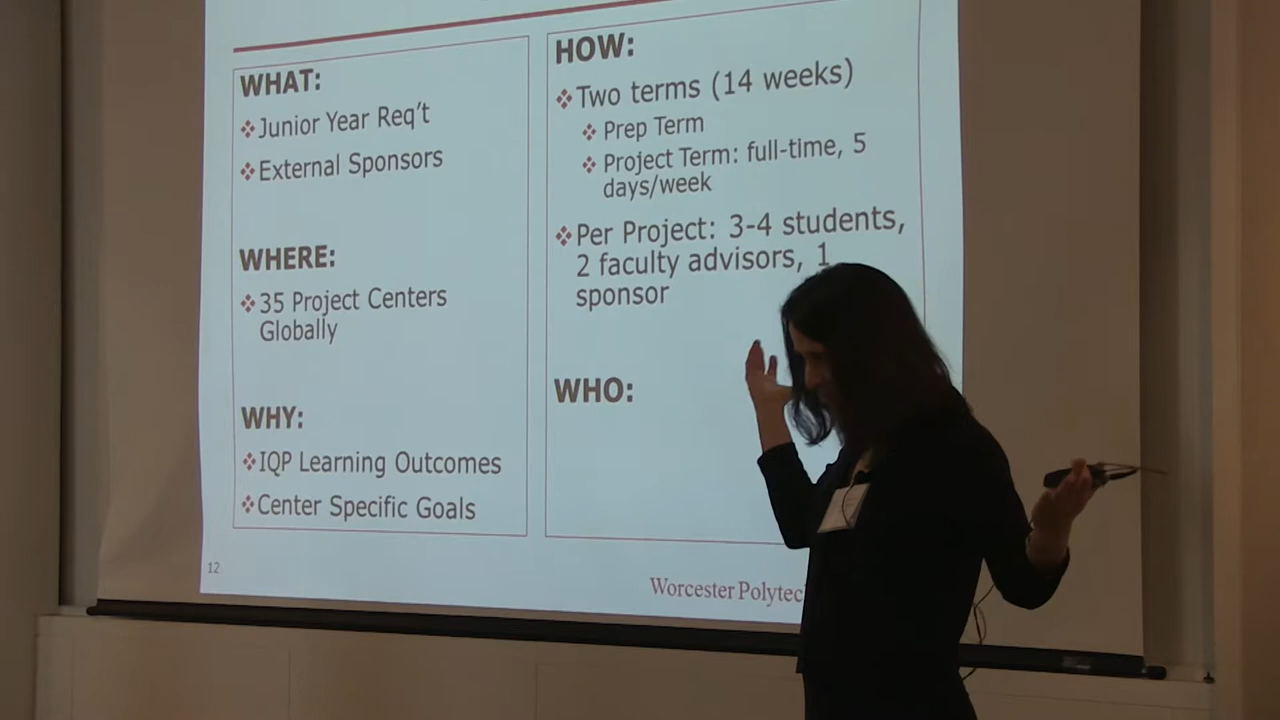 WHAT:
❖Junior Year Req't
❖External Sponsors
WHERE:
❖35 Project Centers
Globally
WHY:
❖IQP Learning Outcomes
❖Center Specific Goals
HOW:
❖Two terms (14 weeks)
❖Prep Term
❖Project Term: full-time, 5
days/week
❖Per Project: 3-4 students,
2 faculty advisors, 1
sponsor
WHO:
12
Worcester Polytec